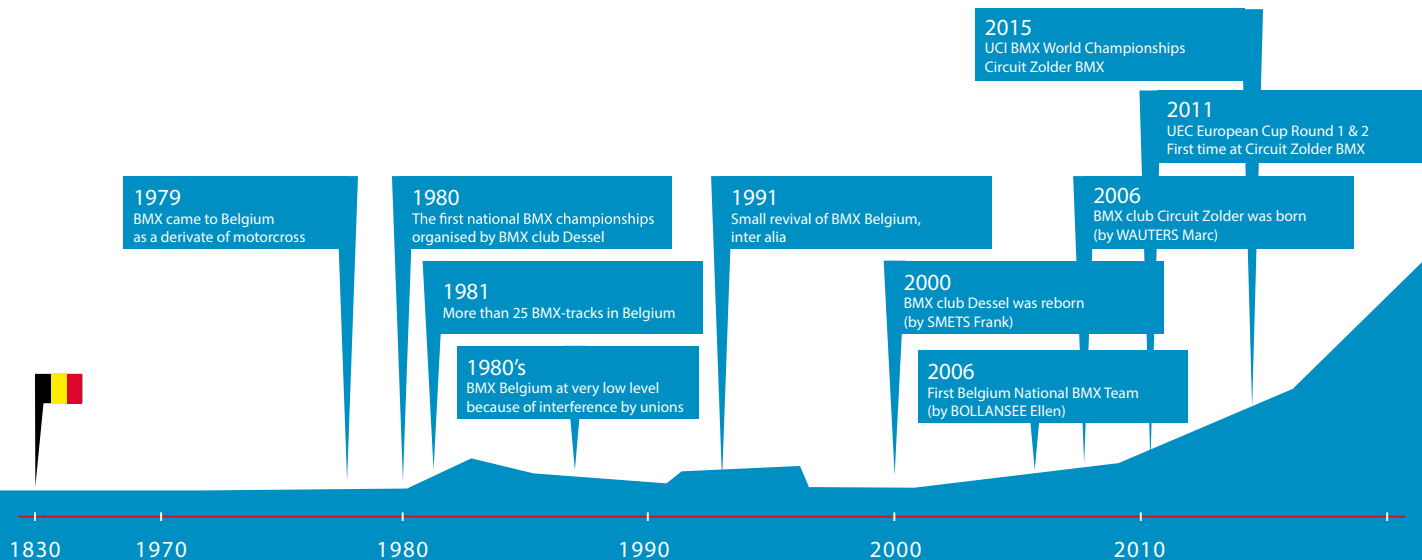 2015
UCI BMX World Championships
Circuit Zolder BMX
2011
UEC European Cup Round 1 & 2
First time at Circuit Zolder BMX
1979
BMX came to Belgium
as a derivate of motorcross
1980
The first national BMX championships
organised by BMX club Dessel
1991
Small revival of BMX Belgium,
inter alia
2006
BMX club Circuit Zolder was born
(by WAUTERS Marc)
1981
More than 25 BMX-tracks in Belgium
2000
BMX club Dessel was reborn
(by SMETS Frank)
1980's
BMX Belgium at very low level
because of interference by unions
2006
First Belgium National BMX Team
(by BOLLANSEE Ellen)
1830 1970 1980 1990 2000 2010